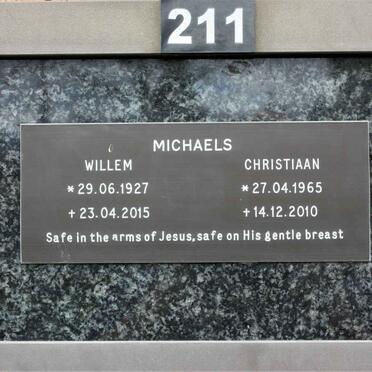 211
MICHAELS
WILLEM CHRISTIAAN
* 29.06.1927 * 27.04.1965
+ 23.04.2015 + 14.12.2010
Safe in the arms of Jesus, safe on His gentle breast